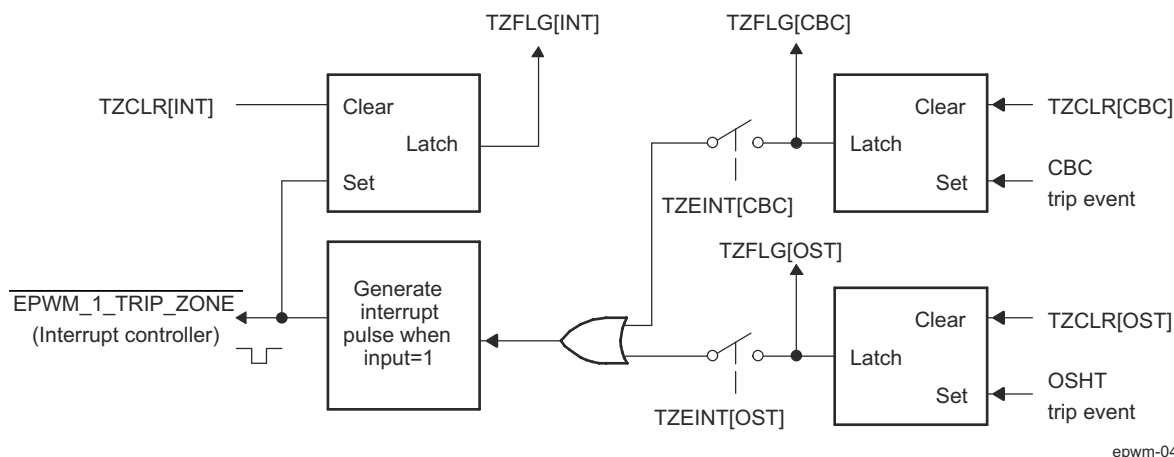 TZFLG[INT]
TZFLG[CBC]
TZCLR[INT]
Clear
Latch
Set
Clear
TZCLR[CBC]
Latch
Set
CBC
trip event
TZEINT[CBC]
TZFLG[OST]
EPWM_1_TRIP_ZONE
(Interrupt controller)
Generate
interrupt
pulse when
input=1
Clear
TZCLR[OST]
Latch
Set
OSHT
trip event
TZEINT[OST]
epwm-04